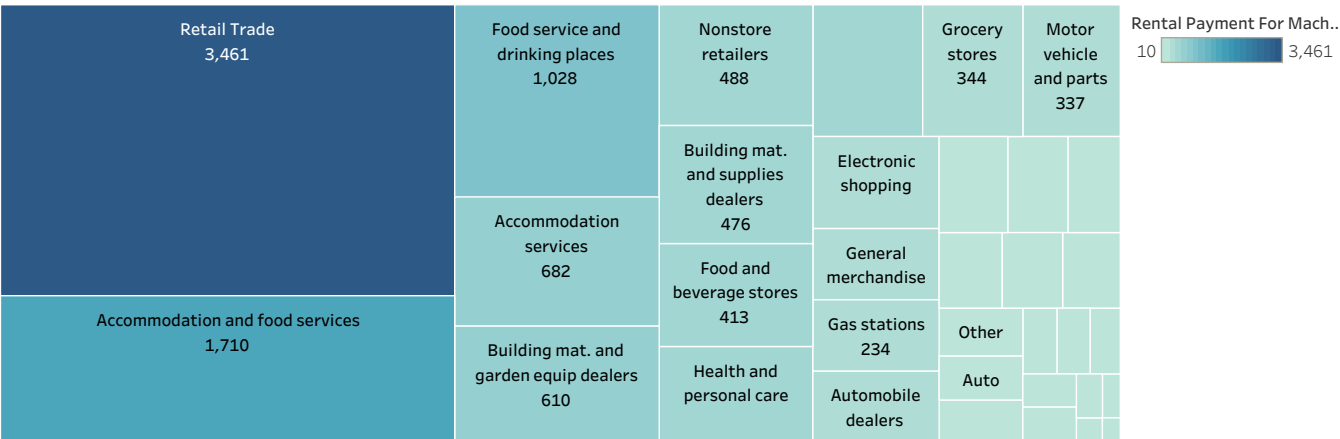 Retail Trade
3,461
Accommodation and food services
1,710
Food service and
drinking places
1,028
Accommodation
services
682
Building mat. and
garden equip dealers
610
Nonstore
retailers
488
Building mat.
and supplies
dealers
476
Food and
beverage stores
413
Health and
personal care
Grocery
stores
344
Motor
vehicle
and parts
337
Electronic
shopping
General
merchandise
Gas stations
234
Automobile
dealers
Other
Auto
Rental Payment For Mach..
10
3,461